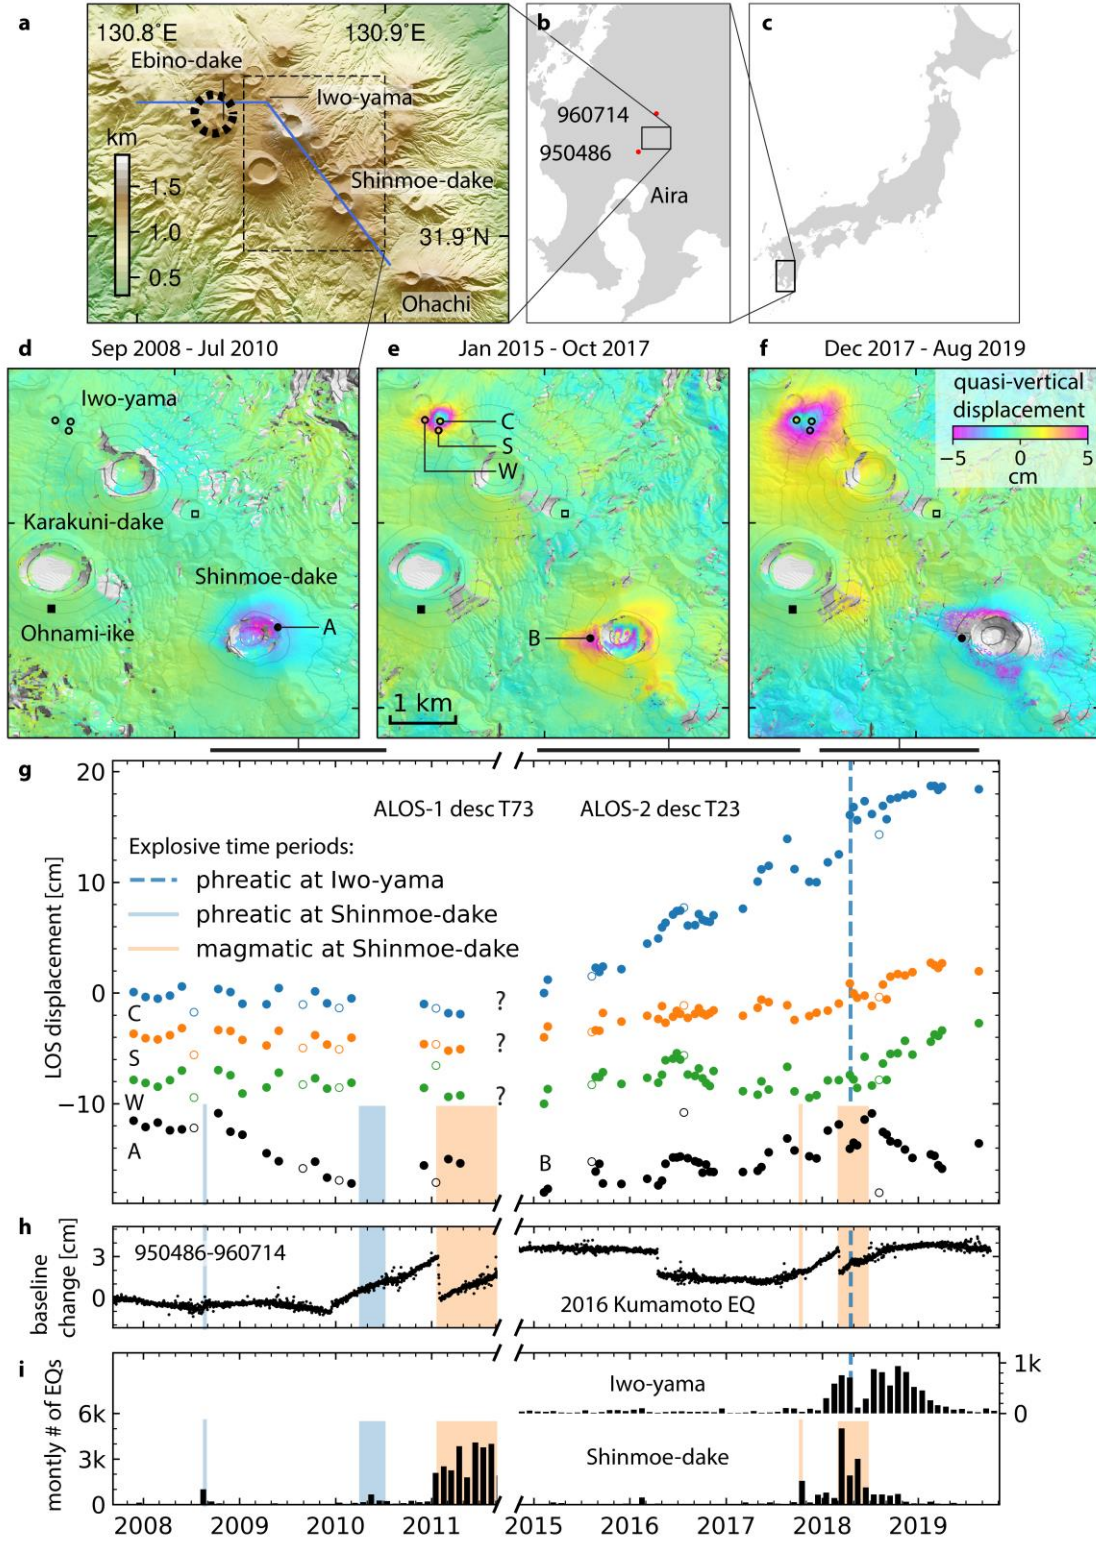 a
130.8°E
130.9°E
Ebino-dake
Iwo-yama
km
1.5
1.0
0.5
Shinmoe-dake
31.9°N
Ohachi
b
960714
950486
Aira
c
d
Sep 2008 - Jul 2010
Iwo-yama
Karakuni-dake
Shinmoe-dake
Ohnami-ike
A
e
Jan 2015 - Oct 2017
C
S
W
B
1 km
f
Dec 2017 - Aug 2019
quasi-vertical
displacement
−5 0 5
cm
g
20
10
0
−10
LOS displacement [cm]
ALOS-1 desc T73
ALOS-2 desc T23
Explosive time periods:
phreatic at Iwo-yama
phreatic at Shinmoe-dake
magmatic at Shinmoe-dake
C
?
S
?
W
?
A
B
h
950486-960714
3
0
baseline
change [cm]
2016 Kumamoto EQ
i
montly # of EQs
6k
3k
0
Iwo-yama
1k
0
Shinmoe-dake
2008 2009 2010 2011 2015 2016 2017 2018 2019